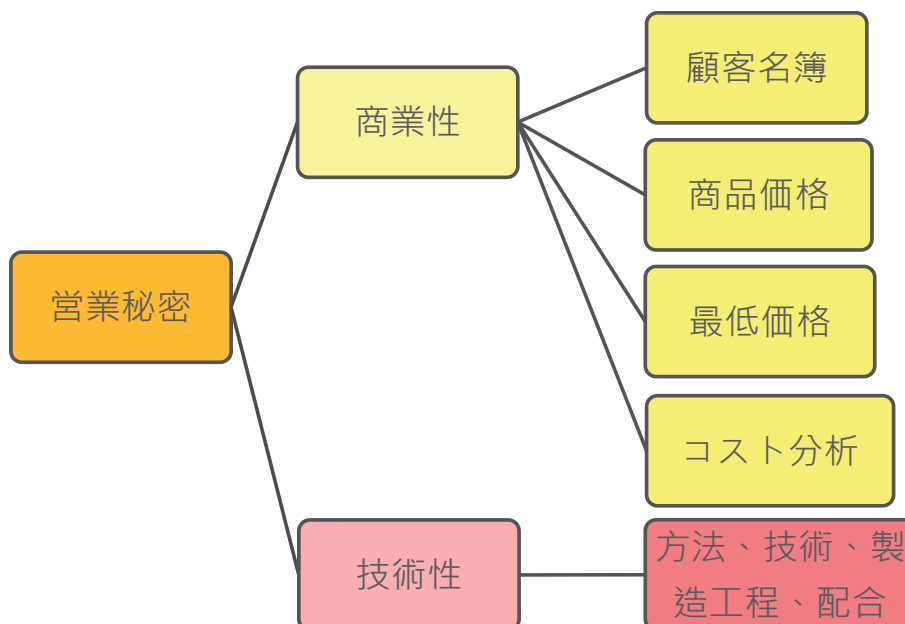 顧客名簿
商業性
商品価格
営業秘密
最低価格
コスト分析
技術性
方法、技術、製
造工程、配合